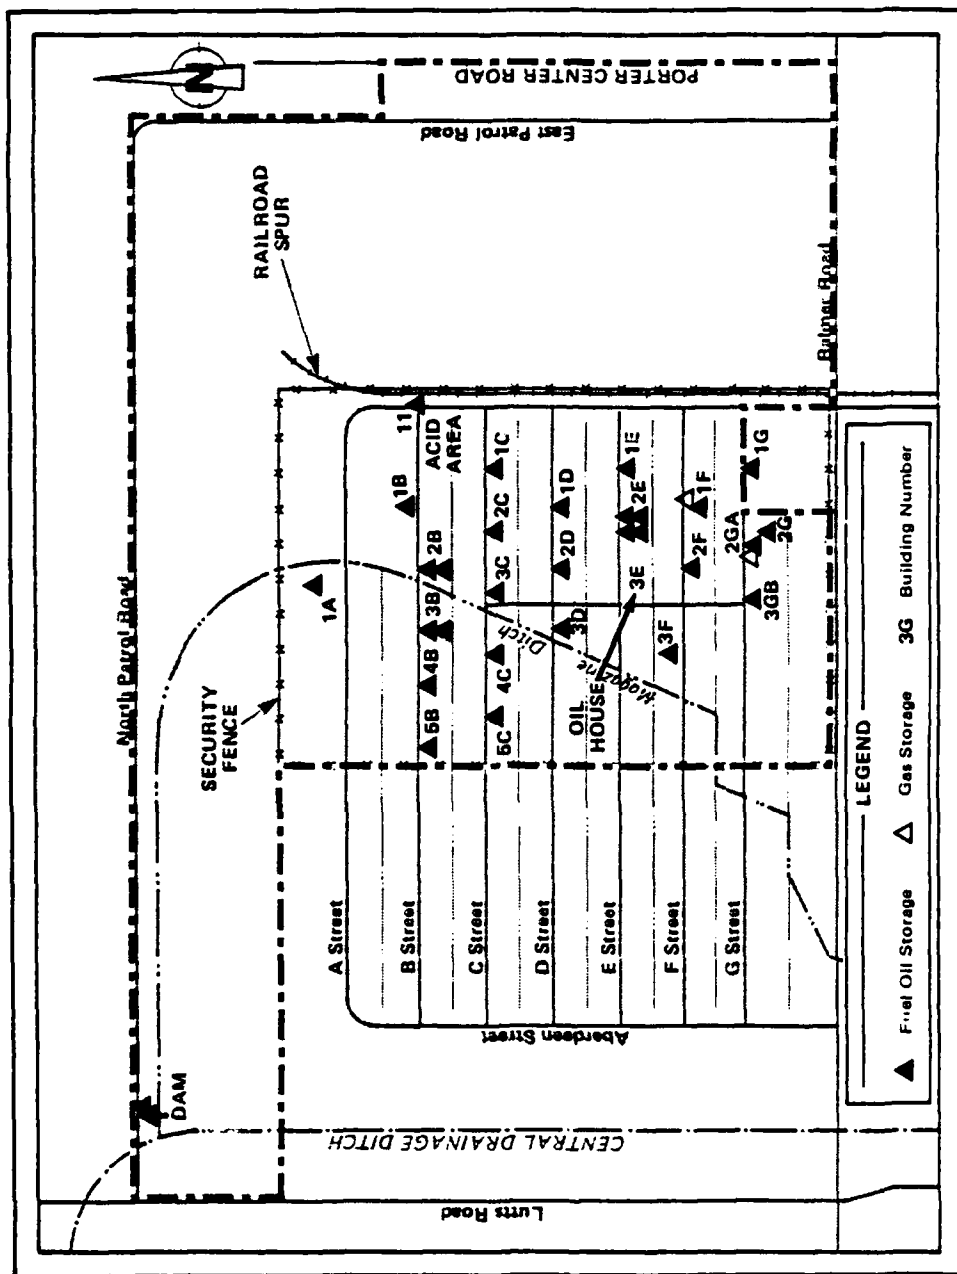 N
PORTER CENTER ROAD
East Patrol Road
North Patrol Road
RAILROAD
SPUR
SECURITY
FENCE
DAM
CENTRAL DRAINAGE DITCH
Lutts Road
Aberdeen Street
Balmer Road
A Street
B Street
C Street
D Street
E Street
F Street
G Street
11
ACID
AREA
1A
1B
2B
3B
4B
5B
1C
2C
3C
4C
5C
1D
2D
3D
1E
2E
3E
OIL
HOUSE
1F
2F
3F
1G
2GA
2G
3GB
Magazine Ditch
LEGEND
Fuel Oil Storage
Gas Storage
3G Building Number